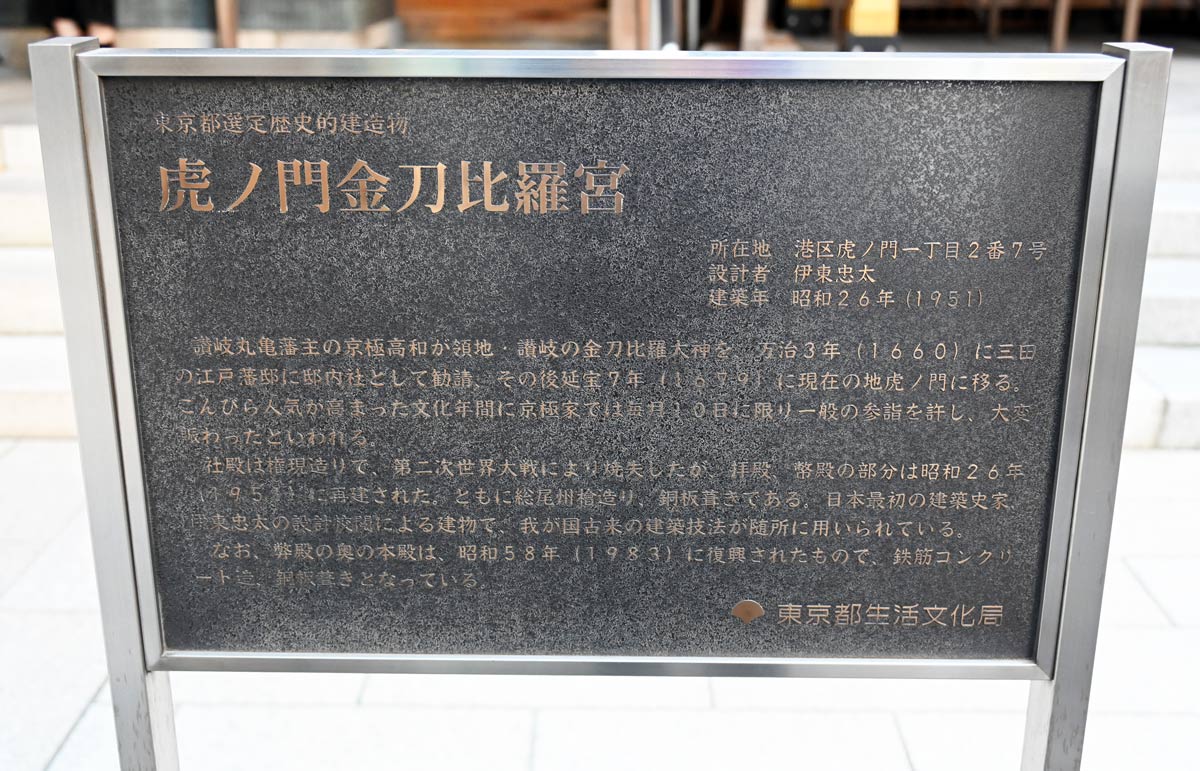 東京都選定歴史的建造物
虎ノ門金刀比羅宮
所在地 港区虎ノ門一丁目2番7号
設計者 伊東忠太
建築年 昭和26年(1951)
讃岐丸亀藩主の京極高和が領地・讃岐の金刀比羅大神を、万治3年(1660)に三田
の江戸藩邸に邸内社として勧請、その後延宝7年(1679)に現在の地虎ノ門に移る。
こんぴら人気が高まった文化年間に京極家では毎月10日に限り一般の参詣を許し、大変
賑わったといわれる。
社殿は権現造りで、第二次世界大戦により焼失したが、拝殿、幣殿の部分は昭和26年
(1951)に再建された。ともに総尾州檜造り、銅板葺きである。日本最初の建築史家、
伊東忠太の設計校閲による建物で、我が国古来の建築技法が随所に用いられている。
なお、弊殿の奥の本殿は、昭和58年(1983)に復興されたもので、鉄筋コンクリ
ート造、銅板葺きとなっている。
東京都生活文化局